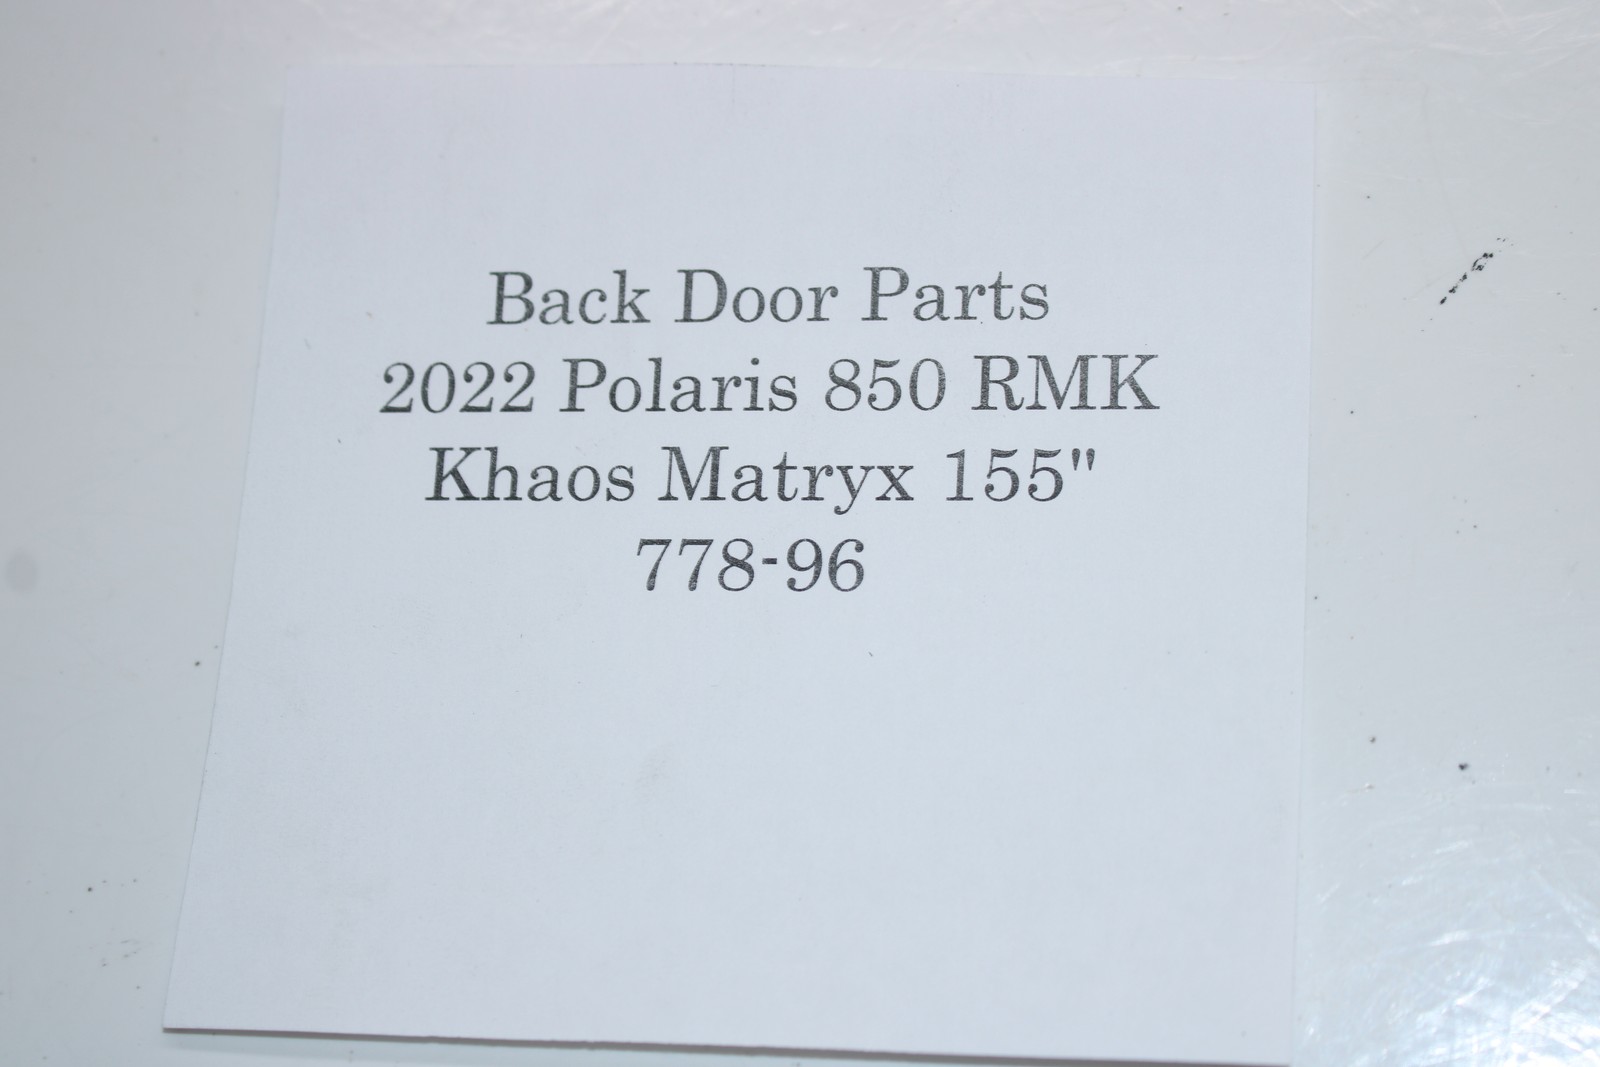 Back Door Parts
2022 Polaris 850 RMK
Khaos Matryx 155"
778-96